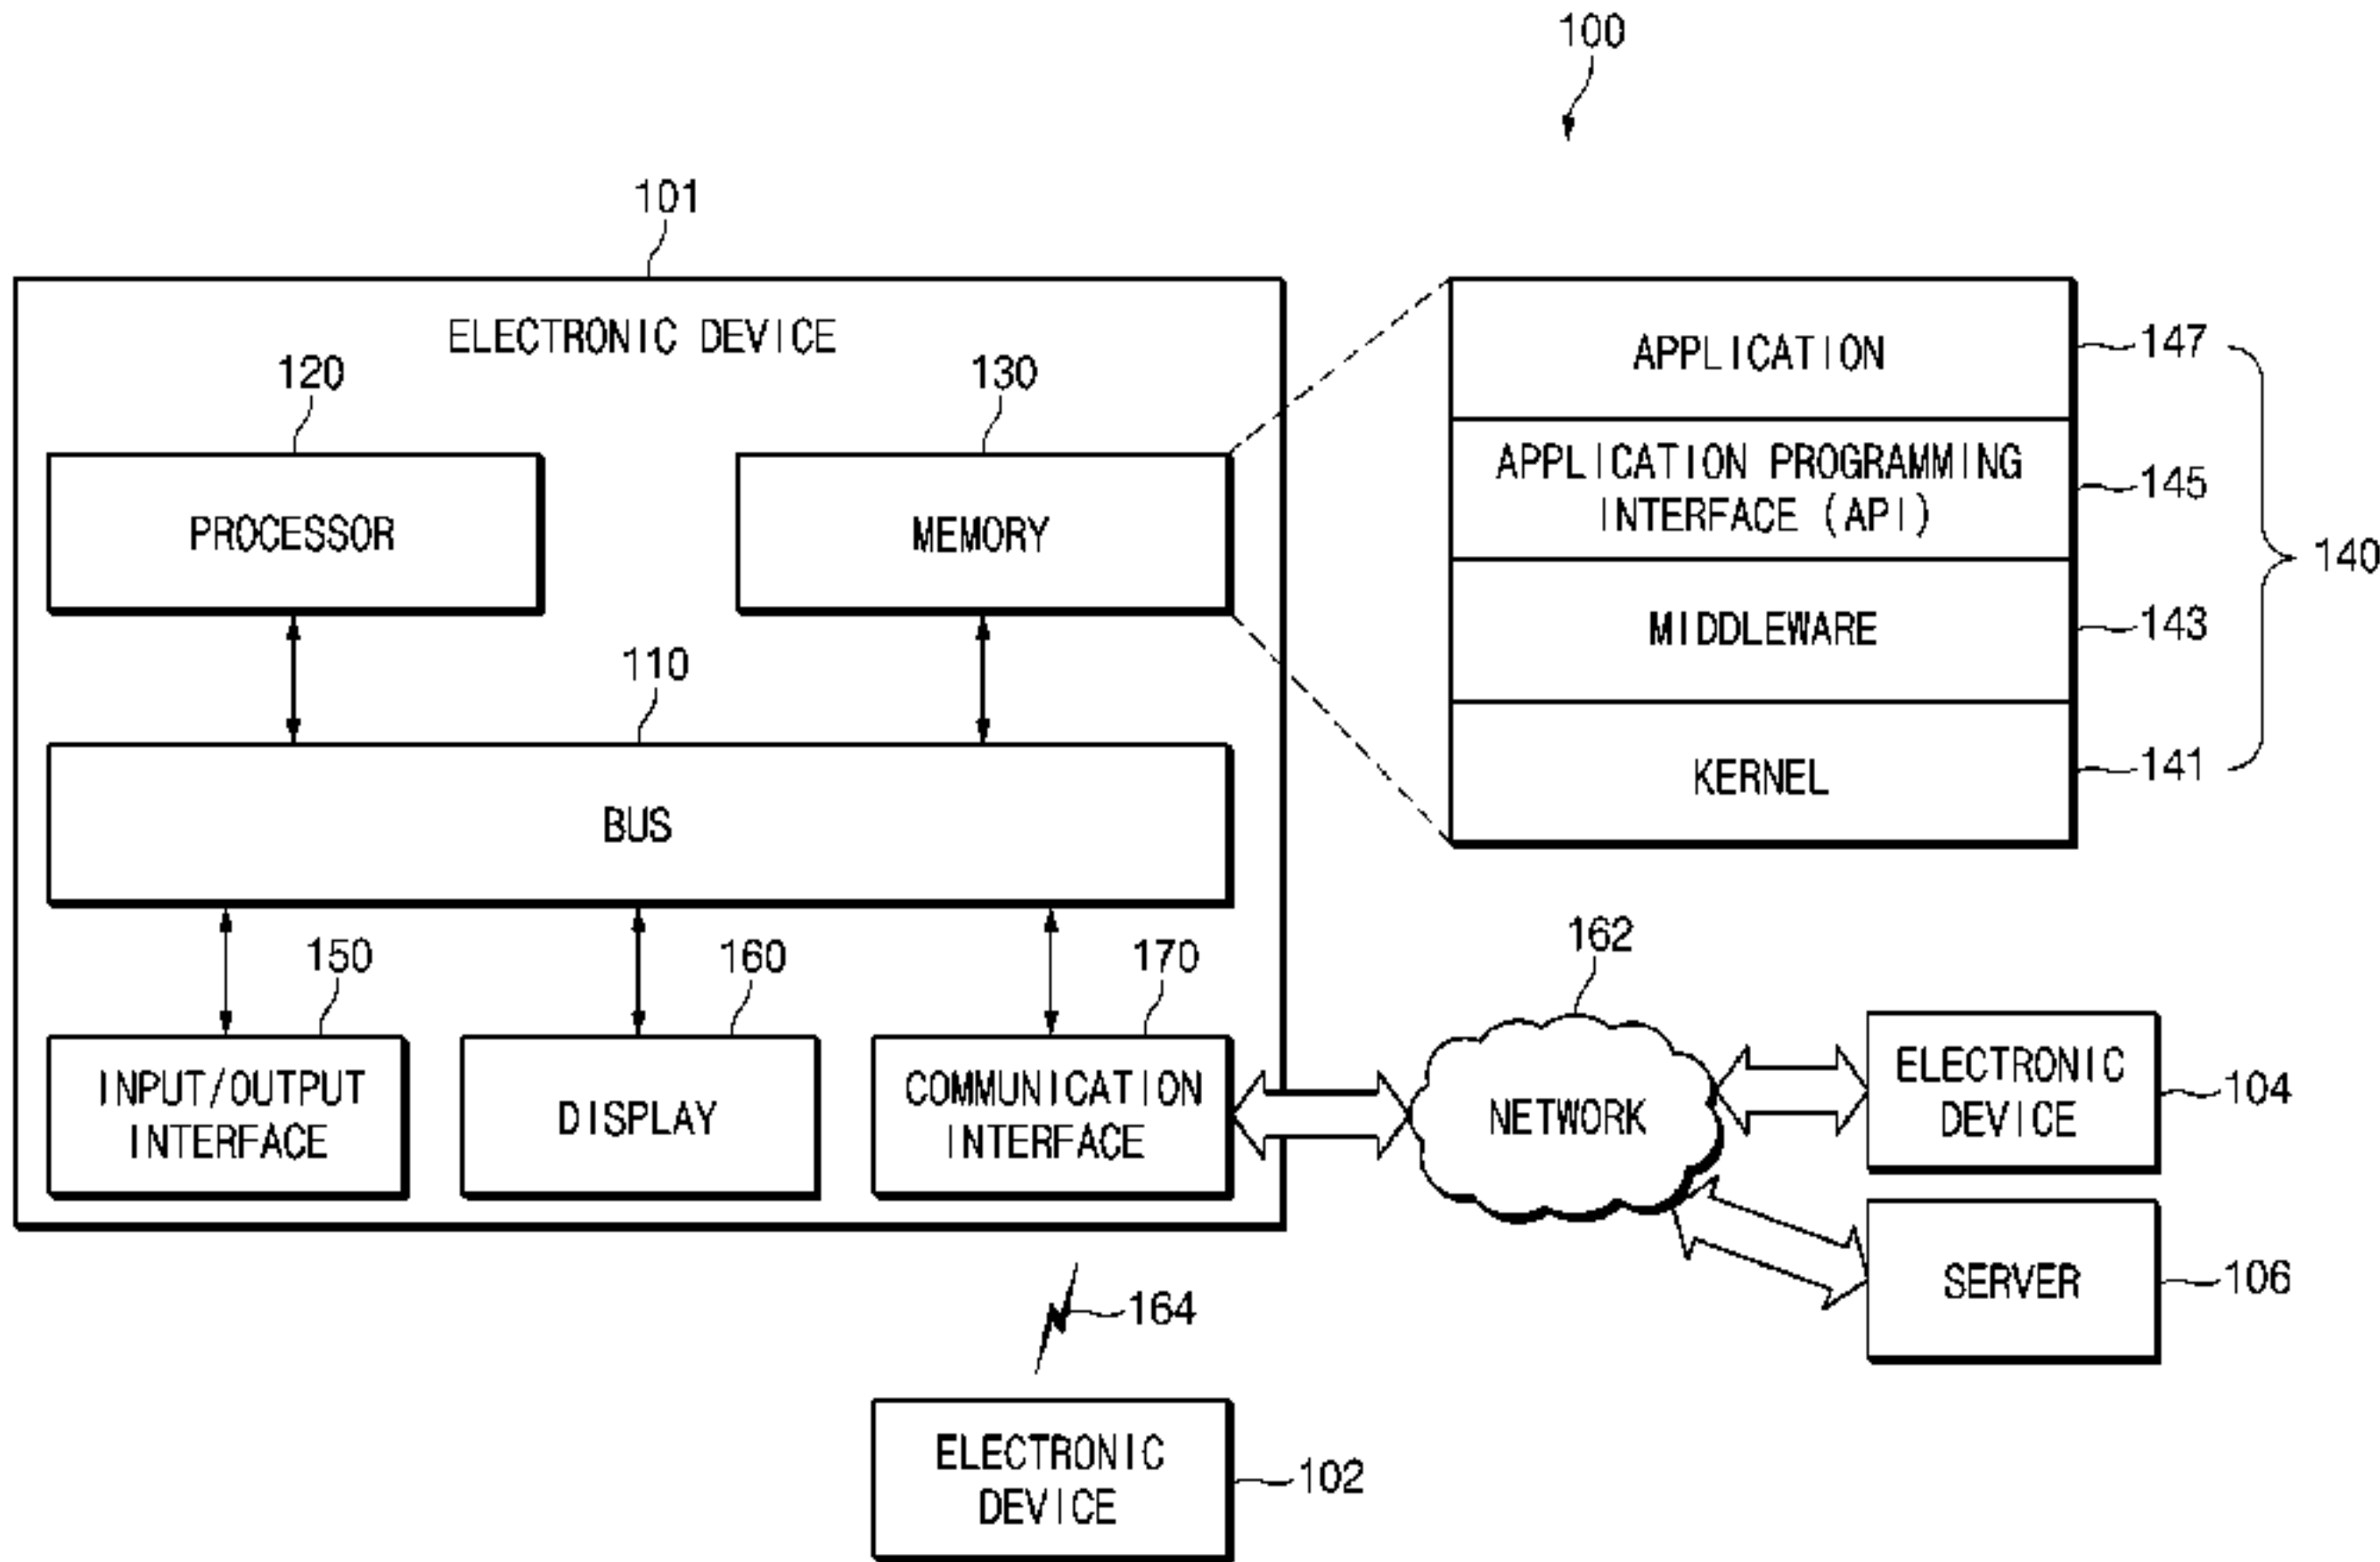 100
101
ELECTRONIC DEVICE
120
130
PROCESSOR
MEMORY
110
BUS
150
160
170
INPUT/OUTPUT
INTERFACE
DISPLAY
COMMUNICATION
INTERFACE
APPLICATION
147
APPLICATION PROGRAMMING
INTERFACE (API)
145
MIDDLEWARE
143
KERNEL
141
140
162
NETWORK
ELECTRONIC
DEVICE
104
SERVER
106
164
ELECTRONIC
DEVICE
102